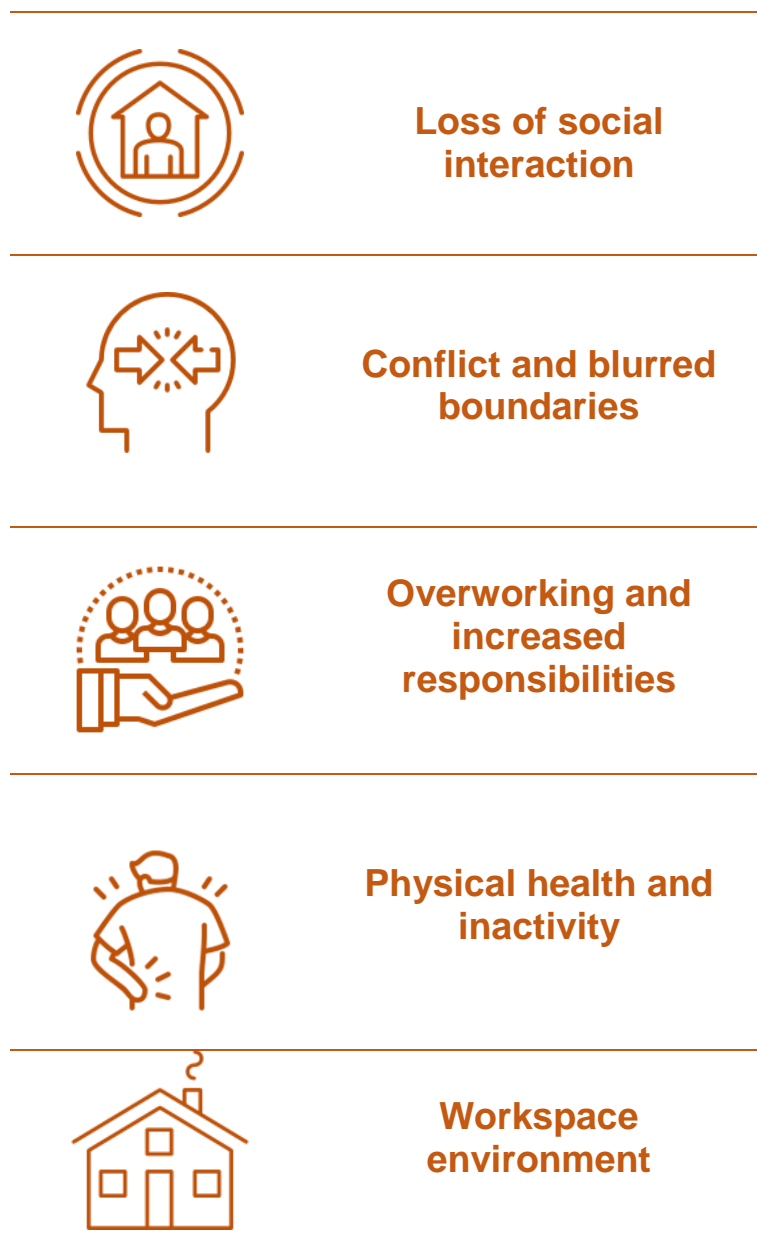 Loss of social
interaction
Conflict and blurred
boundaries
Overworking and
increased
responsibilities
Physical health and
inactivity
Workspace
environment